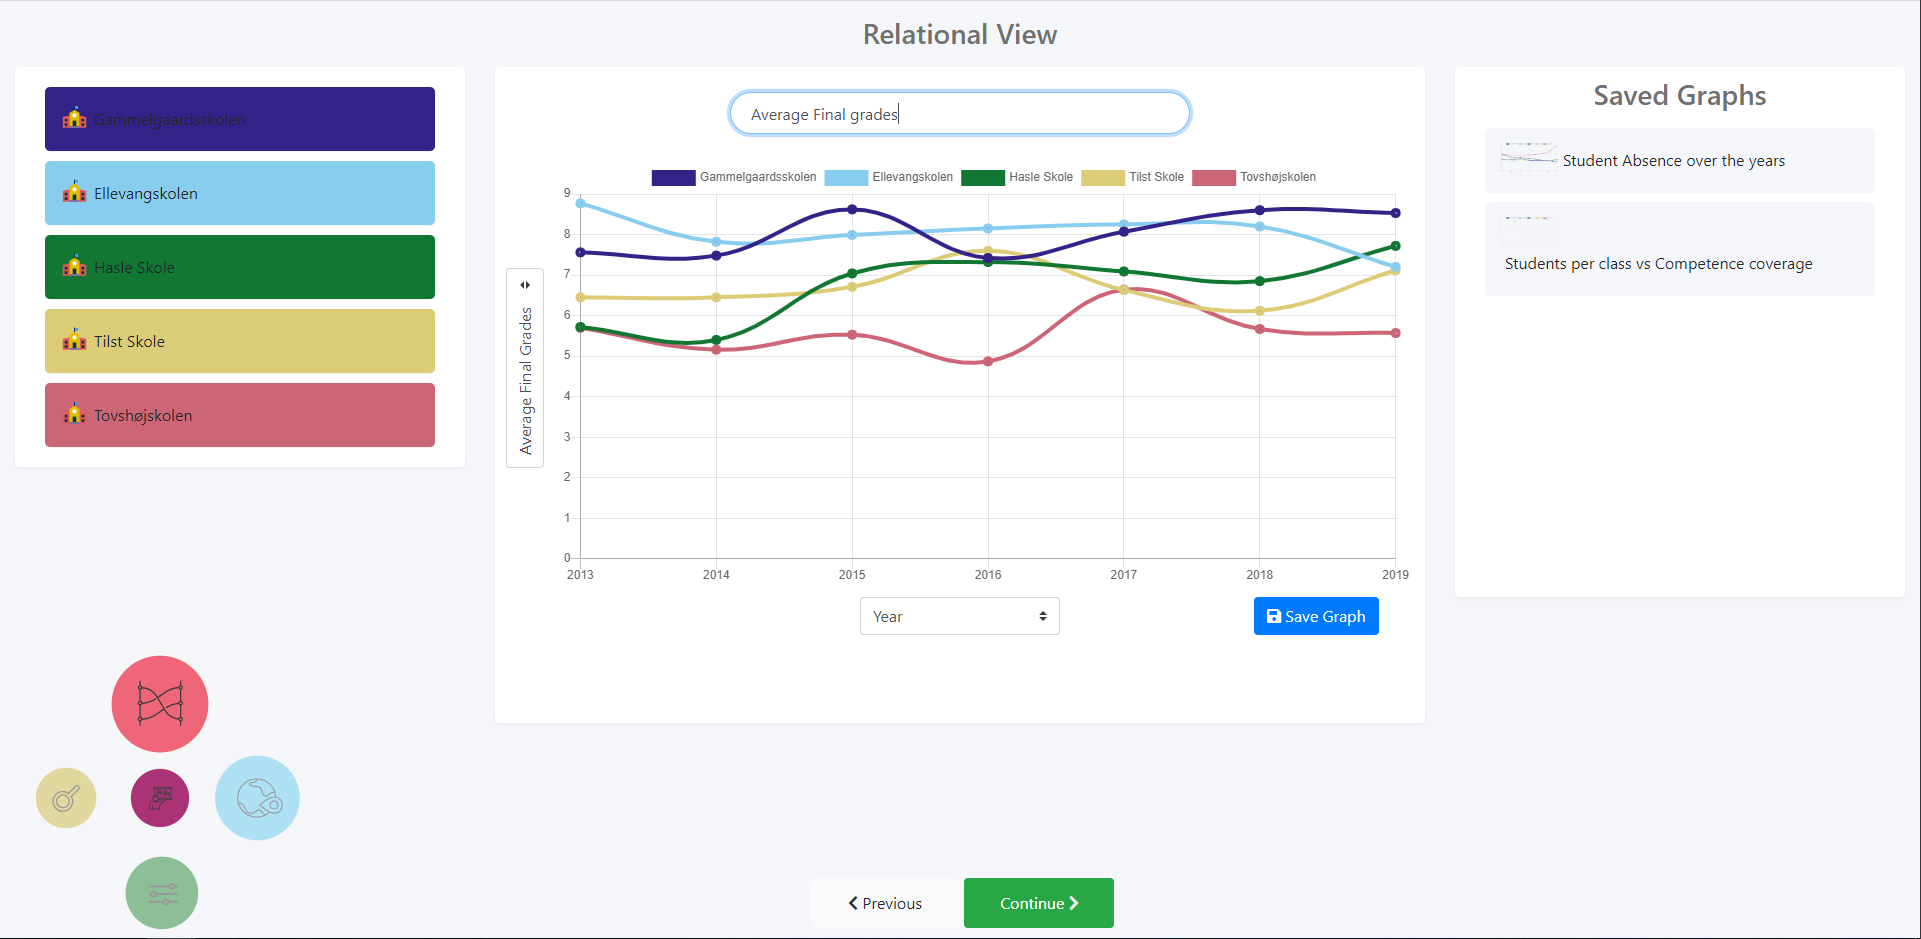 Relational View
Gammelgaardsskolen
Ellevangskolen
Hasle Skole
Tilst Skole
Tovshøjskolen
Average Final grades
Gammelgaardsskolen Ellevangskolen Hasle Skole Tilst Skole Tovshøjskolen
Average Final Grades
9
8
7
6
5
4
3
2
1
0
2013 2014 2015 2016 2017 2018 2019
Year
Save Graph
Saved Graphs
Student Absence over the years
Students per class vs Competence coverage
Previous
Continue